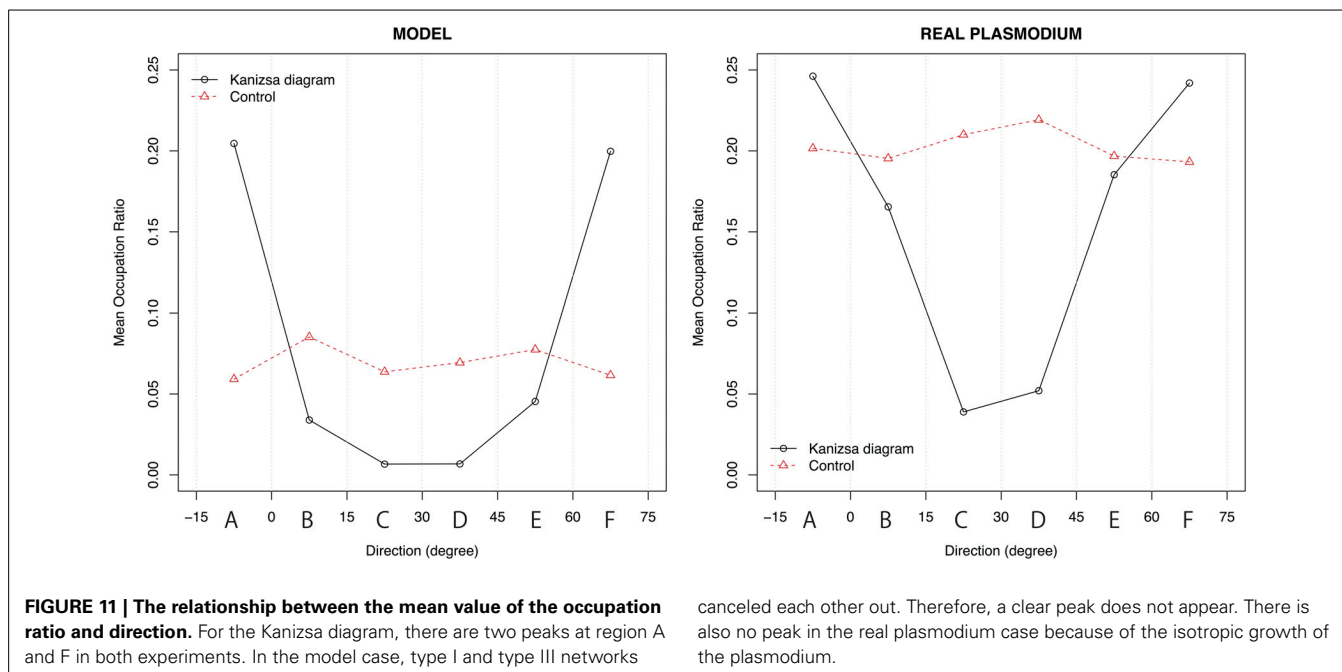 MODEL
Kanizsa diagram
Control
Mean Occupation Ratio
0.25
0.20
0.15
0.10
0.05
0.00
−15 A 0 B 15 C 30 D 45 E 60 F 75
Direction (degree)
REAL PLASMODIUM
Mean Occupation Ratio
0.25
0.20
0.15
0.10
0.05
0.00
Kanizsa diagram
Control
−15 A 0 B 15 C 30 D 45 E 60 F 75
Direction (degree)
FIGURE 11 | The relationship between the mean value of the occupation
ratio and direction. For the Kanizsa diagram, there are two peaks at region A
and F in both experiments. In the model case, type I and type III networks
canceled each other out. Therefore, a clear peak does not appear. There is
also no peak in the real plasmodium case because of the isotropic growth of
the plasmodium.